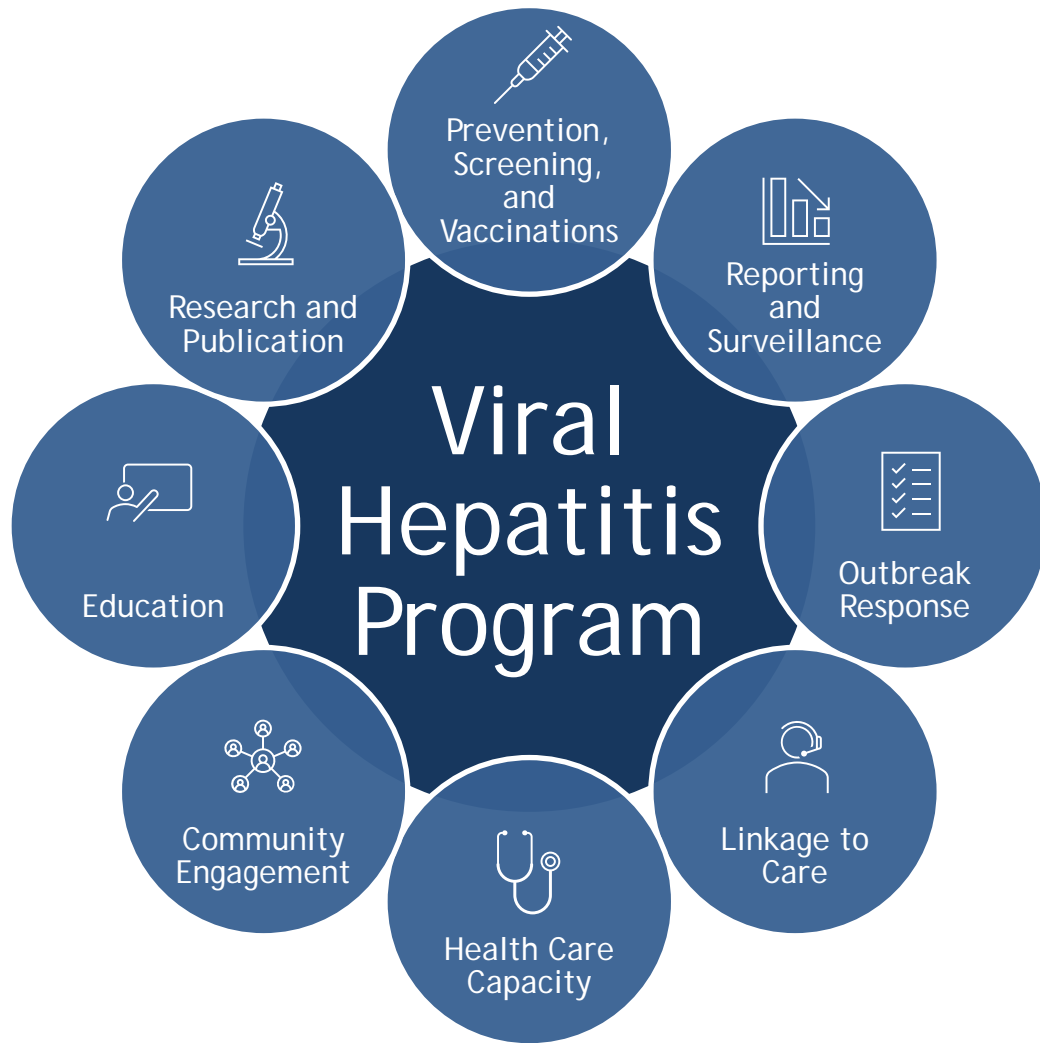 Prevention,
Screening,
and
Vaccinations
Reporting
and
Surveillance
Outbreak
Response
Linkage to
Care
Health Care
Capacity
Community
Engagement
Education
Research and
Publication
Viral
Hepatitis
Program